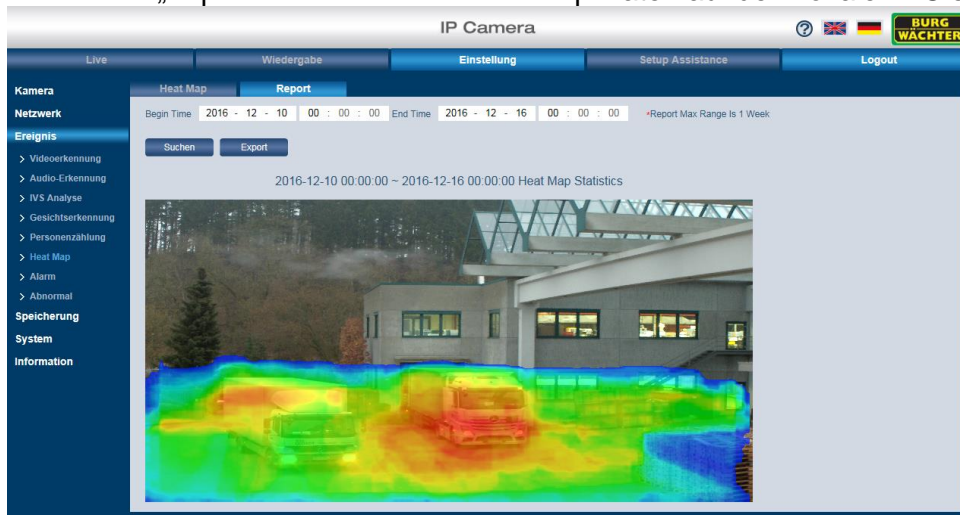 IP Camera
BURG
WÄCHTER
Live Wiedergabe Einstellung Setup Assistance Logout
Kamera
Netzwerk
Ereignis
> Videoerkennung
> Audio-Erkennung
> IVS Analyse
> Gesichtserkennung
> Personenzählung
> Heat Map
> Alarm
> Abnormal
Speicherung
System
Information
Heat Map Report
Begin Time 2016 - 12 - 10 00 : 00 : 00 End Time 2016 - 12 - 16 00 : 00 : 00 *Report Max Range Is 1 Week
Suchen Export
2016-12-10 00:00:00 ~ 2016-12-16 00:00:00 Heat Map Statistics